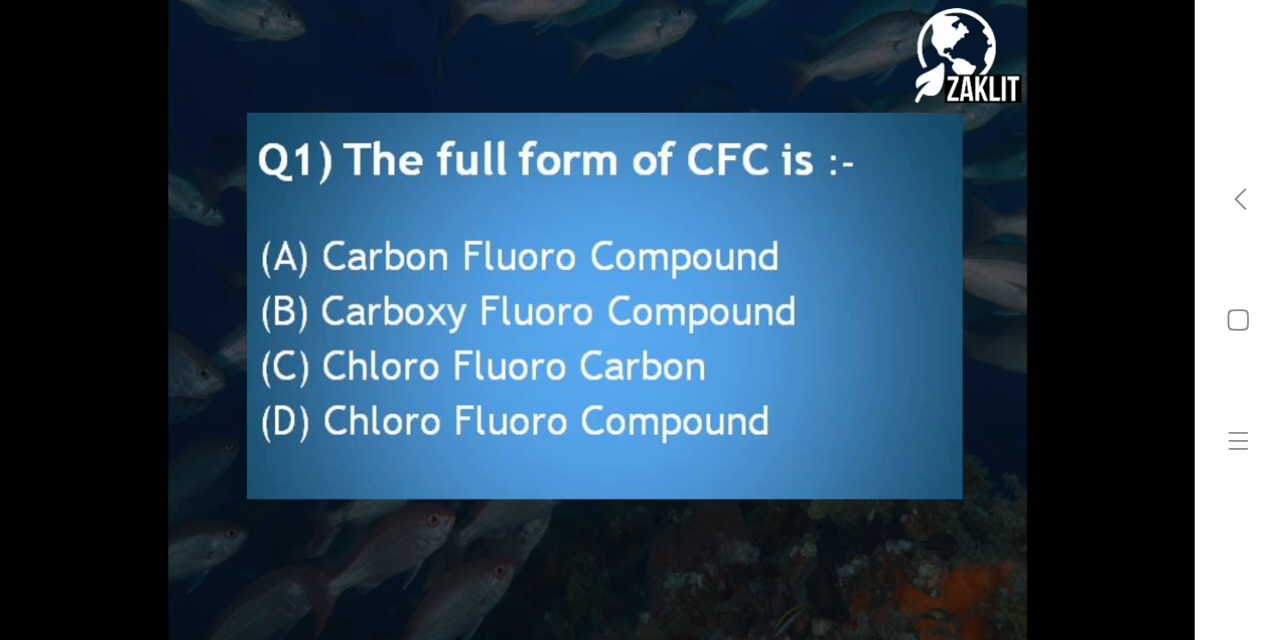 ZAKLIT
Q1) The full form of CFC is :-
(A) Carbon Fluoro Compound
(B) Carboxy Fluoro Compound
(C) Chloro Fluoro Carbon
(D) Chloro Fluoro Compound